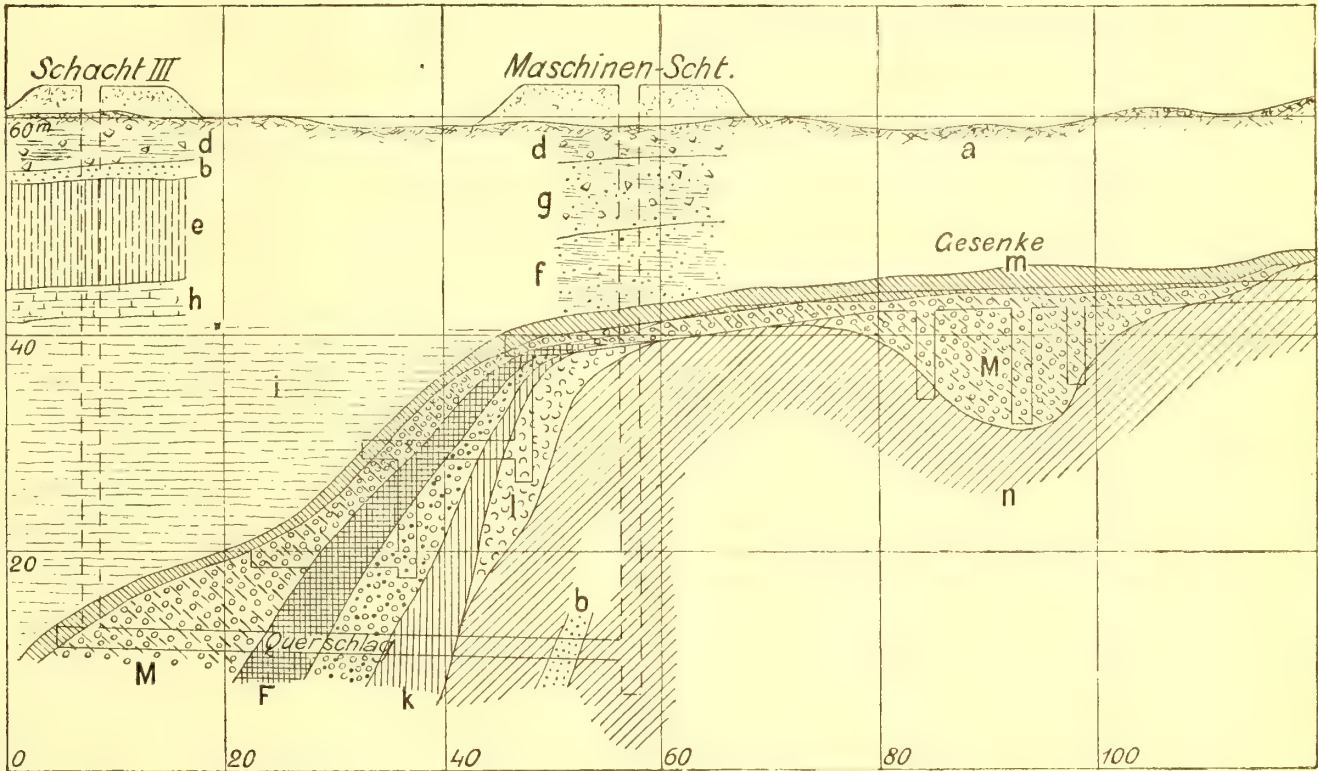 Schacht III
Maschinen-Scht.
60m
d
b
e
h
d
g
f
a
Gesenke
m
40
i
M
l
n
20
b
Querschlag
M
F
k
0
20
40
60
80
100